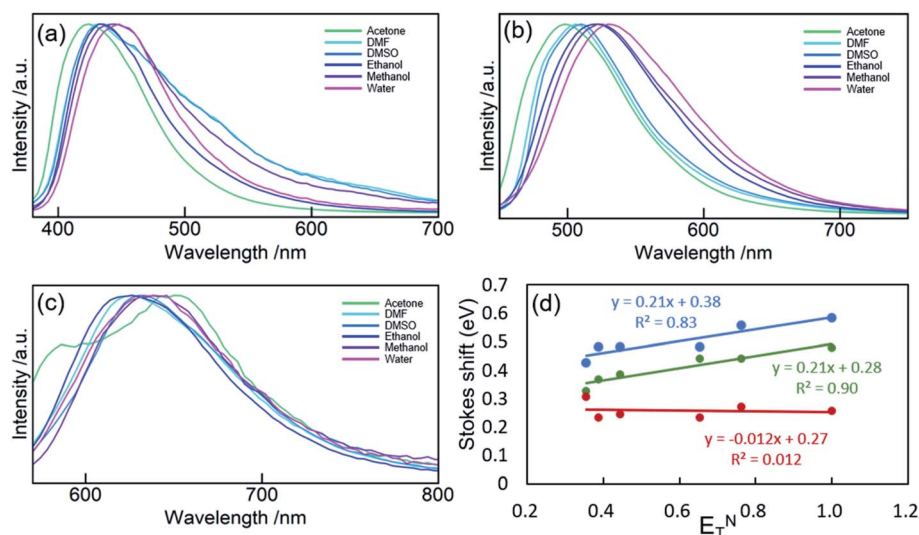 (a)
Intensity /a.u.
Acetone
DMF
DMSO
Ethanol
Methanol
Water
400 500 600 700
Wavelength /nm
(b)
Intensity /a.u.
Acetone
DMF
DMSO
Ethanol
Methanol
Water
500 600 700
Wavelength /nm
(c)
Intensity /a.u.
Acetone
DMF
DMSO
Ethanol
Methanol
Water
600 700 800
Wavelength /nm
(d)
Stokes shift (eV)
0.7
0.6
0.5
0.4
0.3
0.2
0.1
0
y = 0.21x + 0.38
R² = 0.83
y = 0.21x + 0.28
R² = 0.90
y = -0.012x + 0.27
R² = 0.012
0.2 0.4 0.6 0.8 1.0 1.2
E_T^N